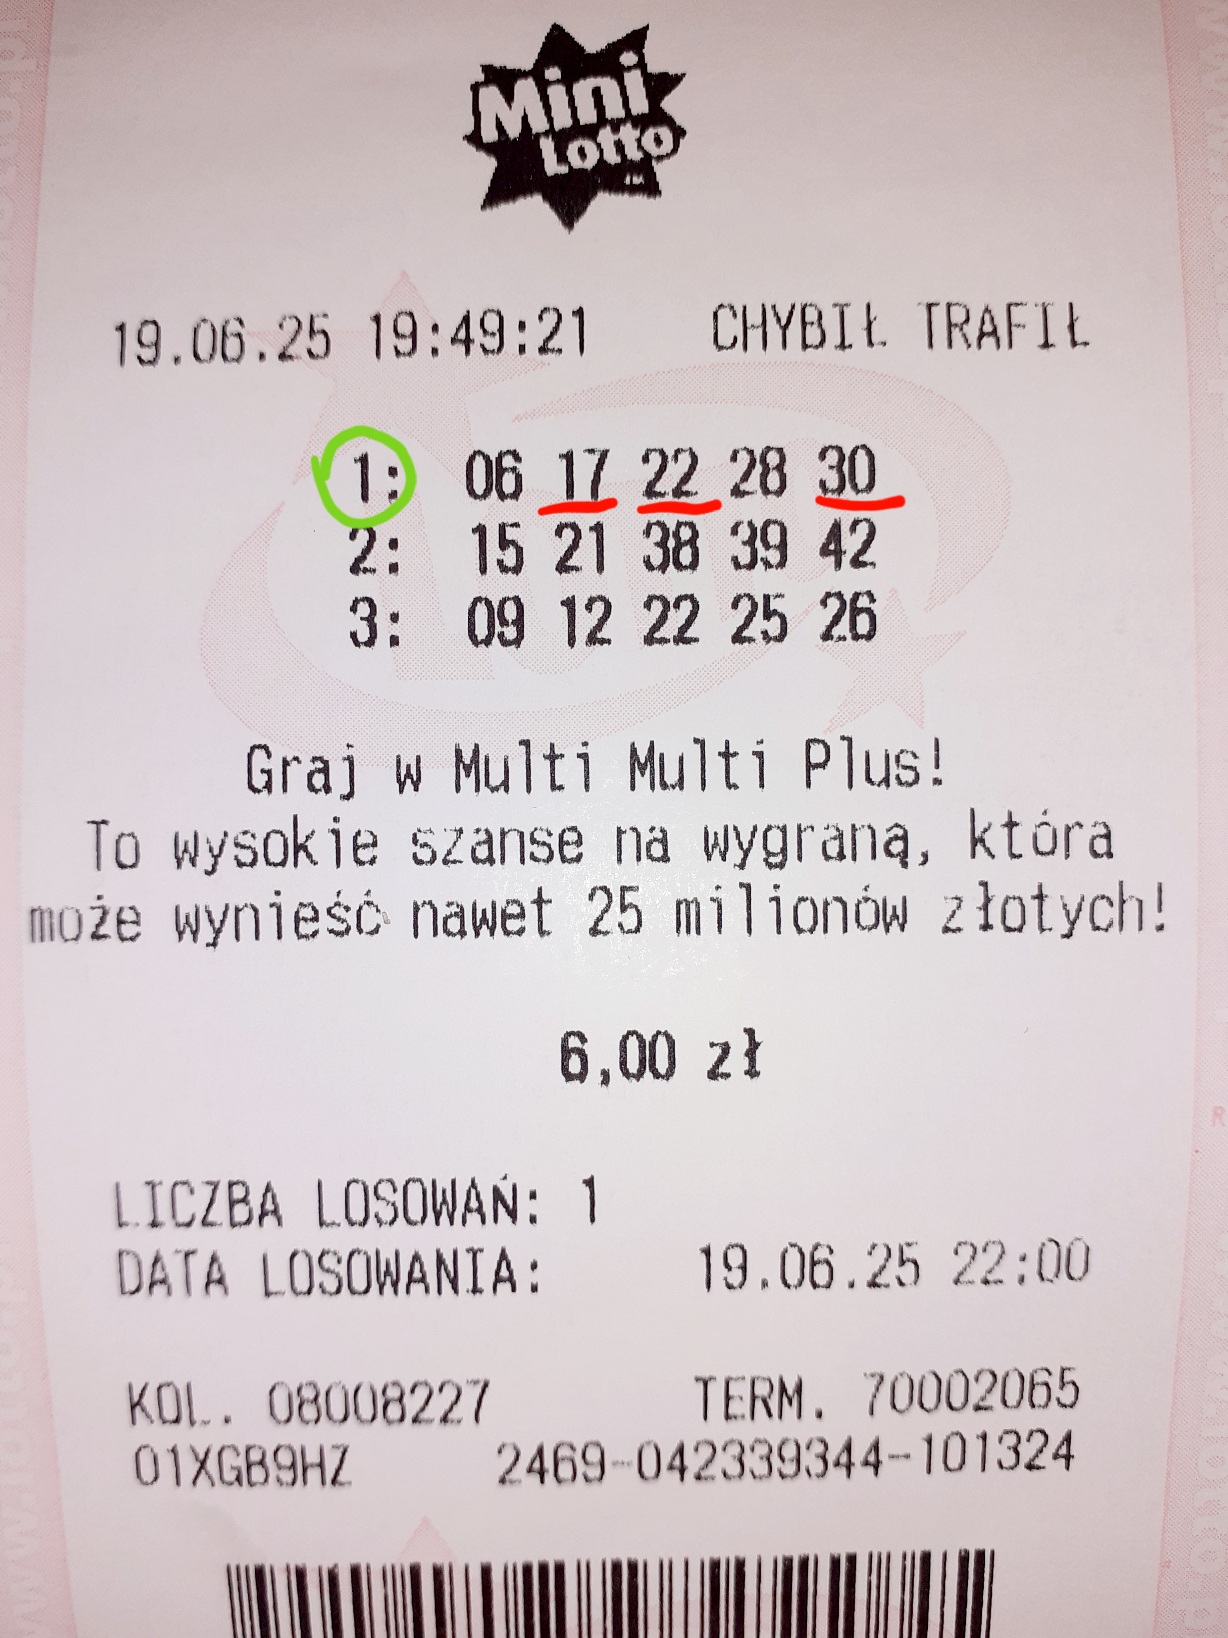 Mini
Lotto
™
19.06.25 19:49:21 CHYBIŁ TRAFIŁ
1: 06 17 22 28 30
2: 15 21 38 39 42
3: 09 12 22 25 26
Graj w Multi Multi Plus!
To wysokie szanse na wygraną, która
może wynieść nawet 25 milionów złotych!
6,00 zł
LICZBA LOSOWAŃ: 1
DATA LOSOWANIA: 19.06.25 22:00
KOL. 08008227 TERM. 70002065
01XGB9HZ 2469-042339344-101324